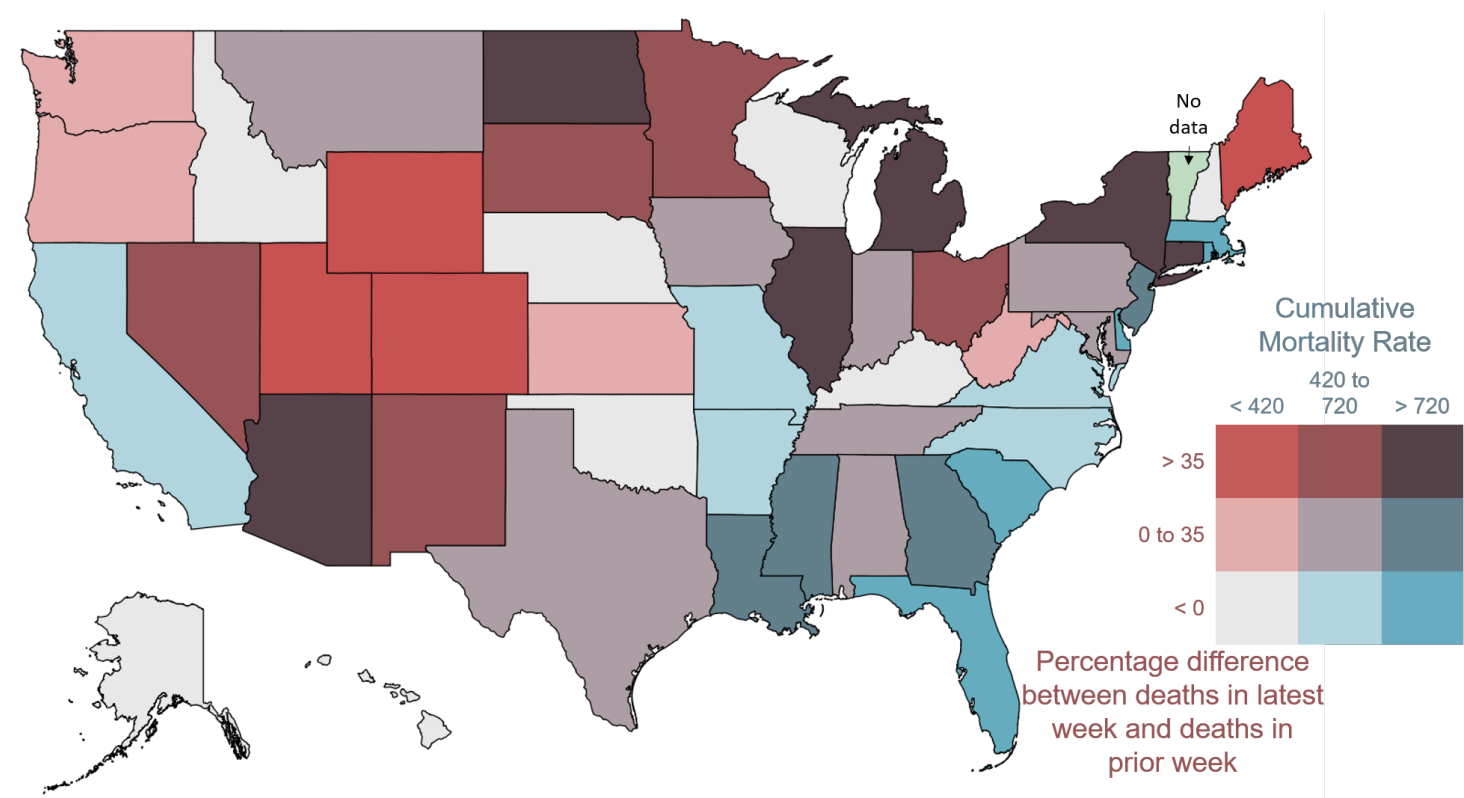 No
data
Cumulative
Mortality Rate
420 to
< 420 720 > 720
> 35
0 to 35
< 0
Percentage difference
between deaths in latest
week and deaths in
prior week